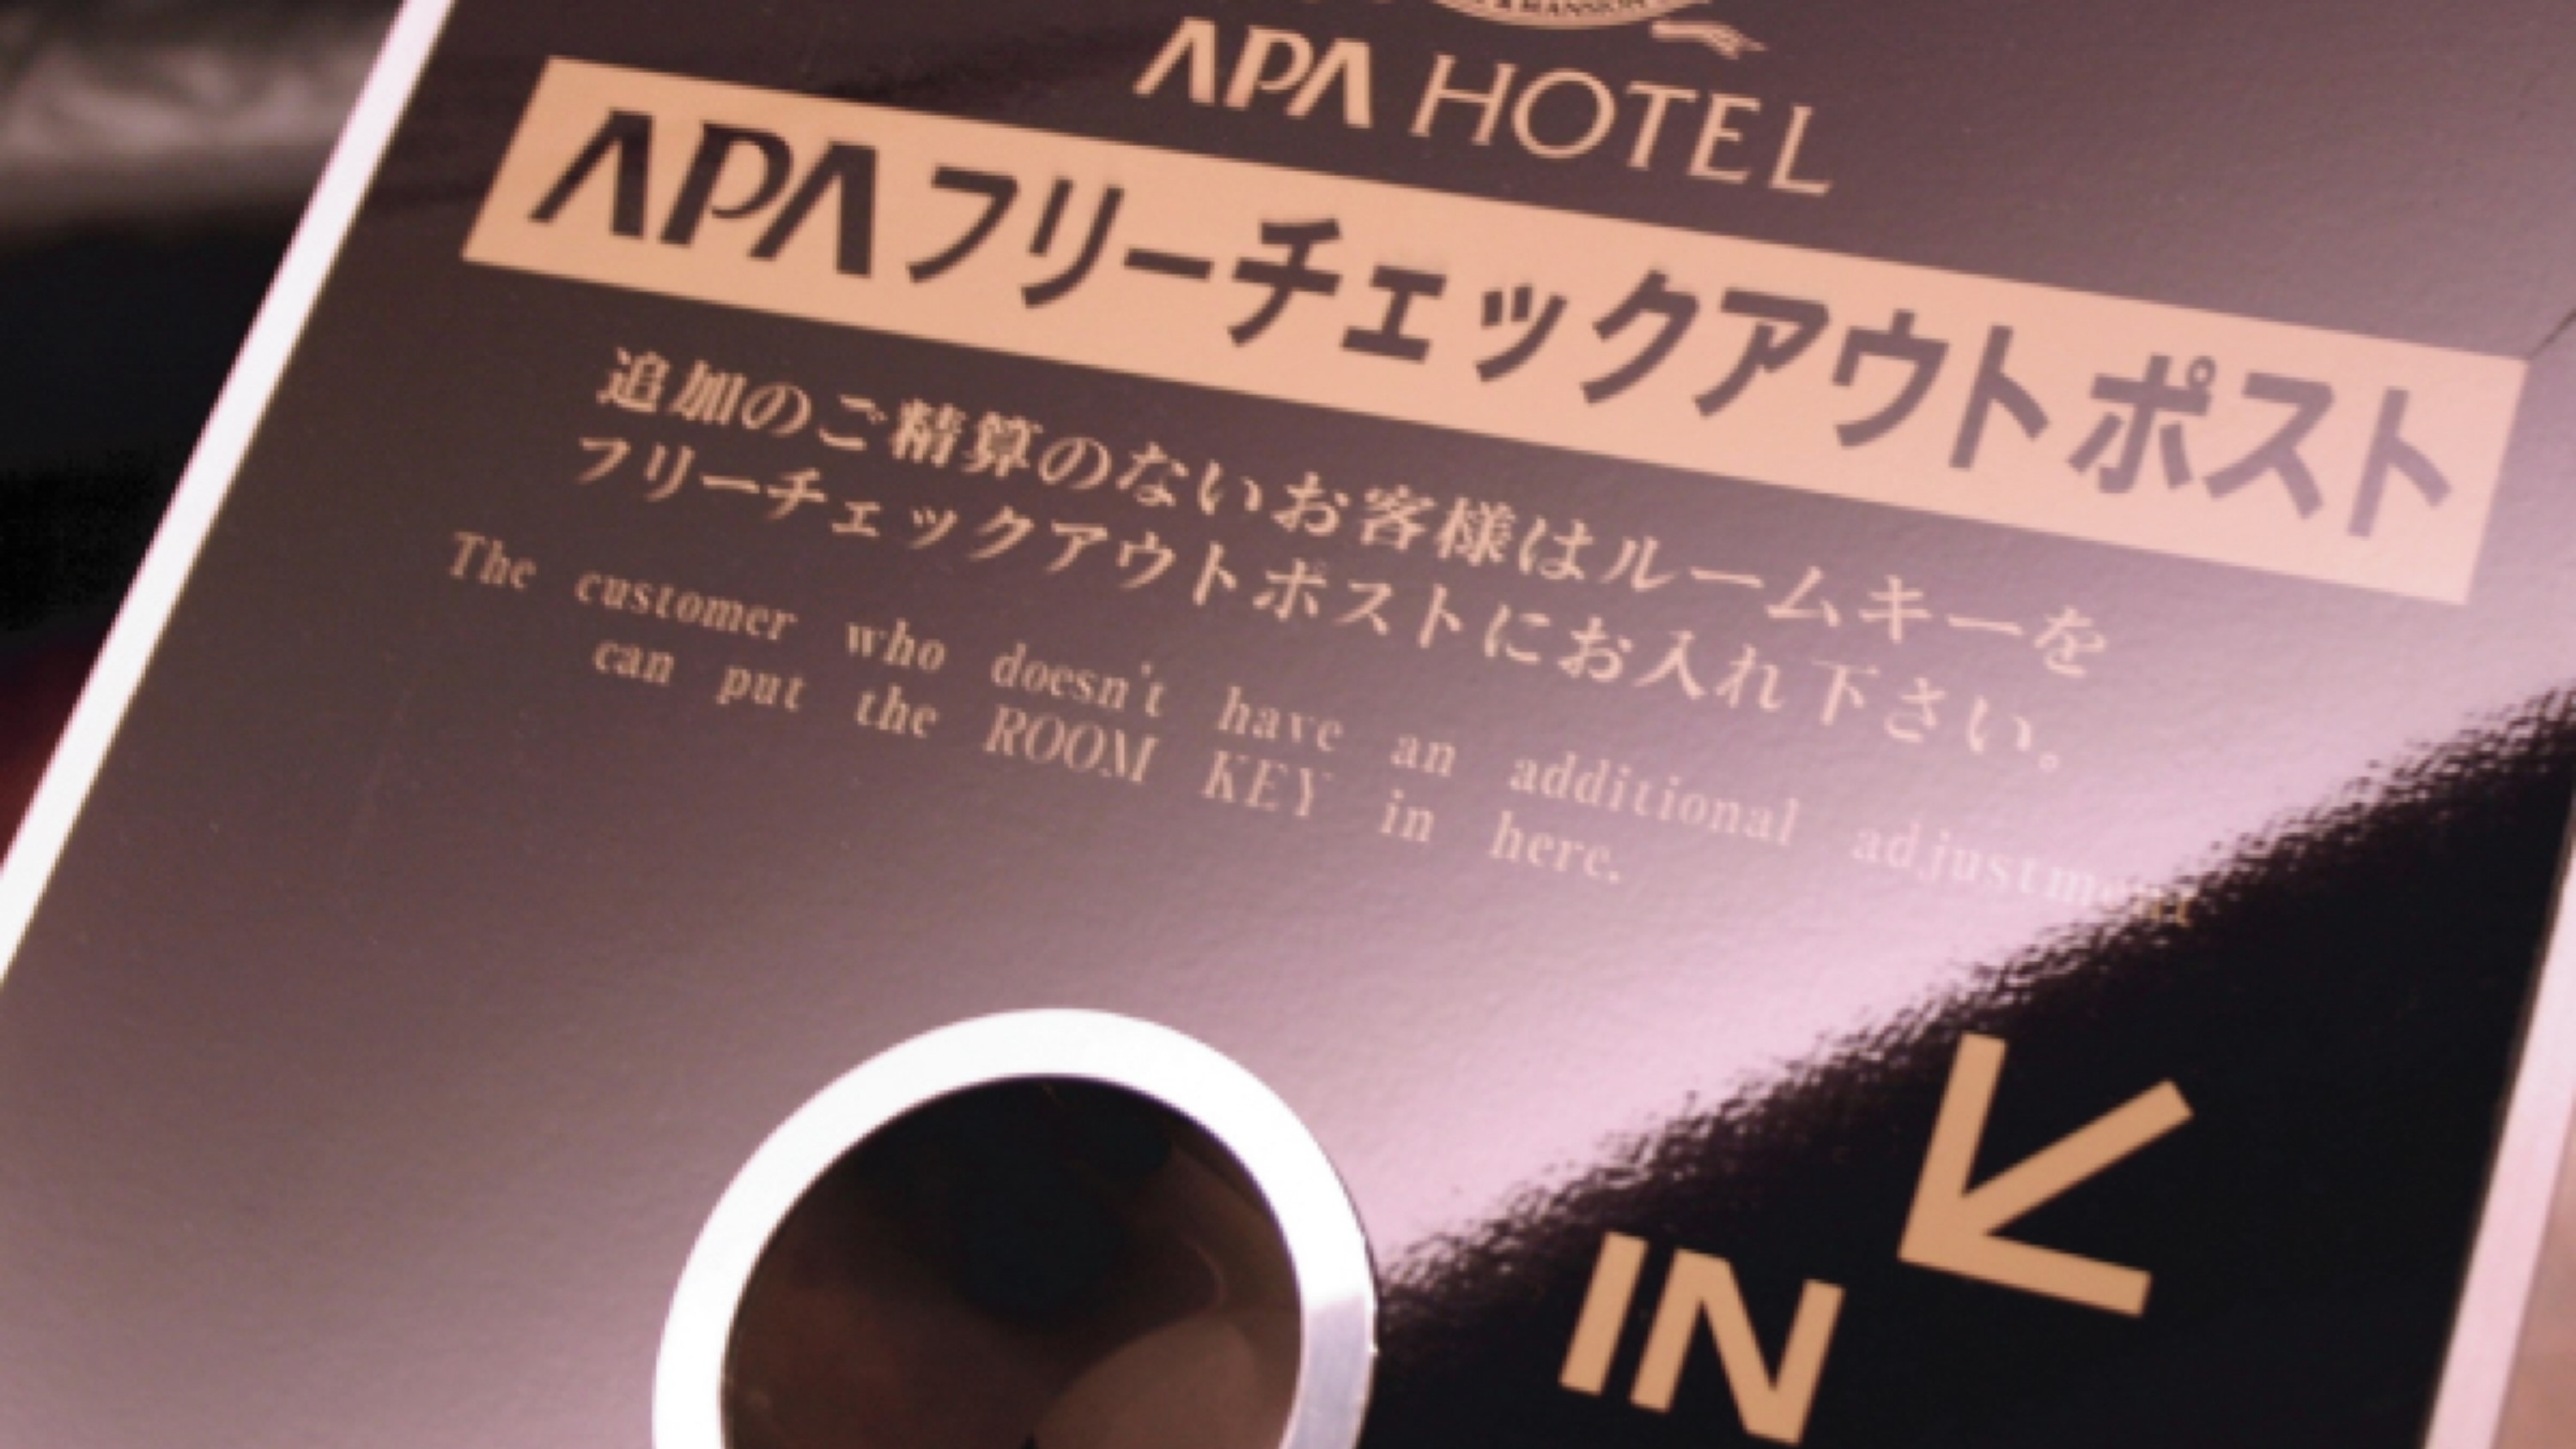 APA HOTEL
APAフリーチェックアウト ポスト
追加のご精算のないお客様はルームキーを
フリーチェックアウトポストにお入れ下さい。
The customer who doesn't have an additional adjustment
can put the ROOM KEY in here.
IN